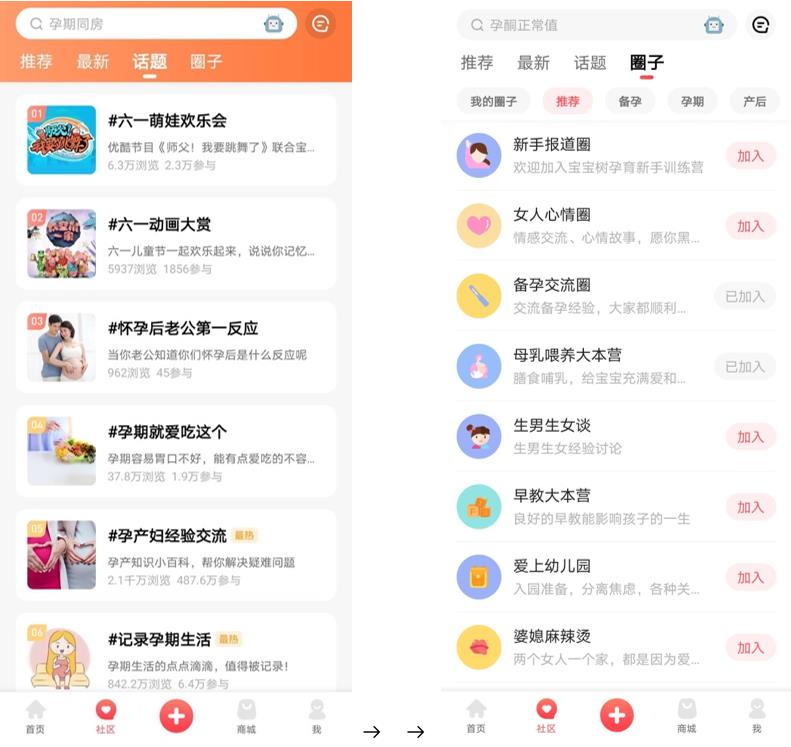 孕期同房
推荐 最新 话题 圈子
01
#六一萌娃欢乐会
优酷节目《师父！我要跳舞了》联合宝...
6.3万浏览 2.3万参与
02
#六一动画大赏
六一儿童节一起欢乐起来，说说你记忆...
5937浏览 1856参与
03
#怀孕后老公第一反应
当你老公知道你们怀孕后是什么反应呢
962浏览 45参与
04
#孕期就爱吃这个
孕期容易胃口不好，能有点爱吃的不容...
37.8万浏览 1.9万参与
05
#孕产妇经验交流 最热
孕产知识小百科，帮你解决疑难问题
2.1千万浏览 487.6万参与
06
#记录孕期生活 最热
孕期生活的点点滴滴，值得被记录！
842.2万浏览 6.4万参与
首页 社区 商城 我
→ →
孕酮正常值
推荐 最新 话题 圈子
我的圈子 推荐 备孕 孕期 产后
新手报道圈
欢迎加入宝宝树孕育新手训练营
加入
女人心情圈
情感交流、心情故事，愿你黑...
加入
备孕交流圈
交流备孕经验，大家都顺利...
已加入
母乳喂养大本营
膳食哺乳，给宝宝充满爱和...
已加入
生男生女谈
生男生女经验讨论
加入
早教大本营
良好的早教能影响孩子的一生
加入
爱上幼儿园
入园准备，分离焦虑，各种关...
加入
婆媳麻辣烫
两个女人一个家，都是因为爱...
加入
首页 社区 商城 我